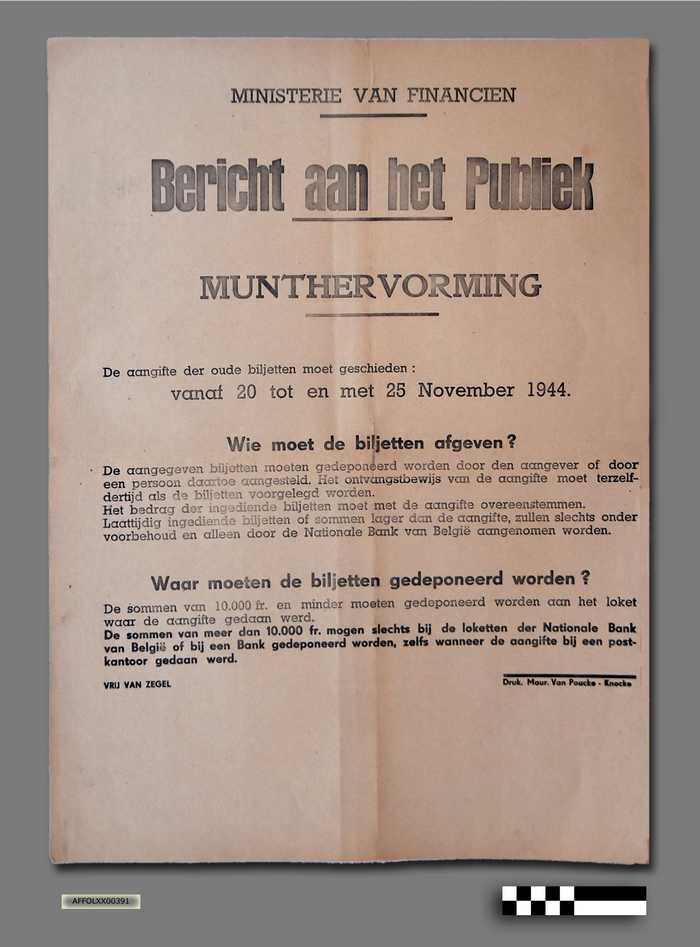 MINISTERIE VAN FINANCIEN
Bericht aan het Publiek
MUNTHERVORMING
De aangifte der oude biljetten moet geschieden :
vanaf 20 tot en met 25 November 1944.
Wie moet de biljetten afgeven ?
De aangegeven biljetten moeten gedeponeerd worden door den aangever of door
een persoon daartoe aangesteld. Het ontvangstbewijs van de aangifte moet terzelf-
dertijd als de biljetten voorgelegd worden.
Het bedrag der ingediende biljetten moet met de aangifte overeenstemmen.
Laattijdig ingediende biljetten of sommen lager dan de aangifte, zullen slechts onder
voorbehoud en alleen door de Nationale Bank van België aangenomen worden.
Waar moeten de biljetten gedeponeerd worden ?
De sommen van 10.000 fr. en minder moeten gedeponeerd worden aan het loket
waar de aangifte gedaan werd.
De sommen van meer dan 10.000 fr. mogen slechts bij de loketten der Nationale Bank
van België of bij een Bank gedeponeerd worden, zelfs wanneer de aangifte bij een post-
kantoor gedaan werd.
VRIJ VAN ZEGEL
Druk. Maur. Van Poucke - Knocke
AFFOLXX00391